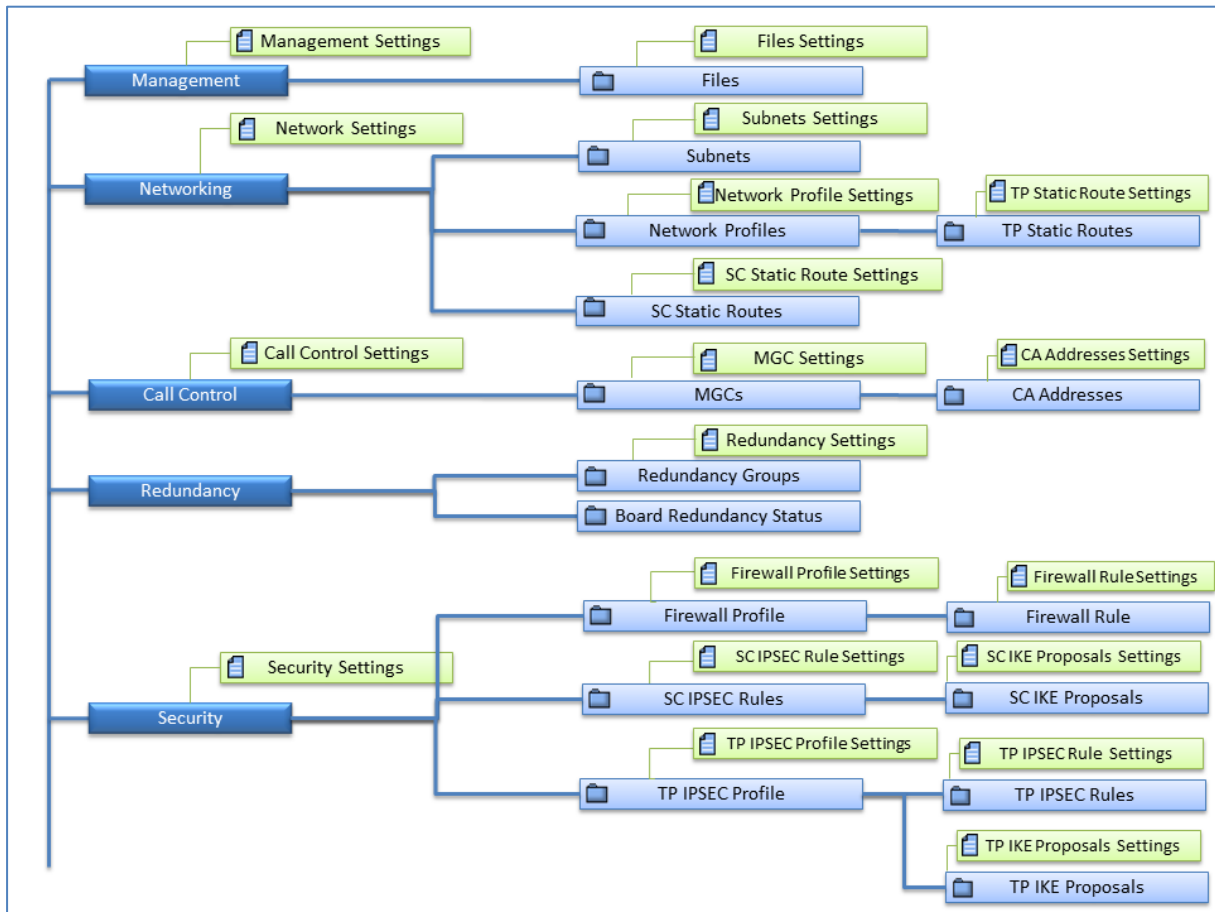 Management Settings
Files Settings
Management
Files
Network Settings
Subnets Settings
Networking
Subnets
Network Profile Settings
TP Static Route Settings
Network Profiles
TP Static Routes
SC Static Route Settings
SC Static Routes
Call Control Settings
MGC Settings
CA Addresses Settings
Call Control
MGCs
CA Addresses
Redundancy Settings
Redundancy Groups
Redundancy
Board Redundancy Status
Firewall Profile Settings
Firewall Rule Settings
Firewall Profile
Firewall Rule
Security Settings
SC IPSEC Rule Settings
SC IKE Proposals Settings
SC IPSEC Rules
SC IKE Proposals
Security
TP IPSEC Profile Settings
TP IPSEC Rule Settings
TP IPSEC Profile
TP IPSEC Rules
TP IKE Proposals Settings
TP IKE Proposals